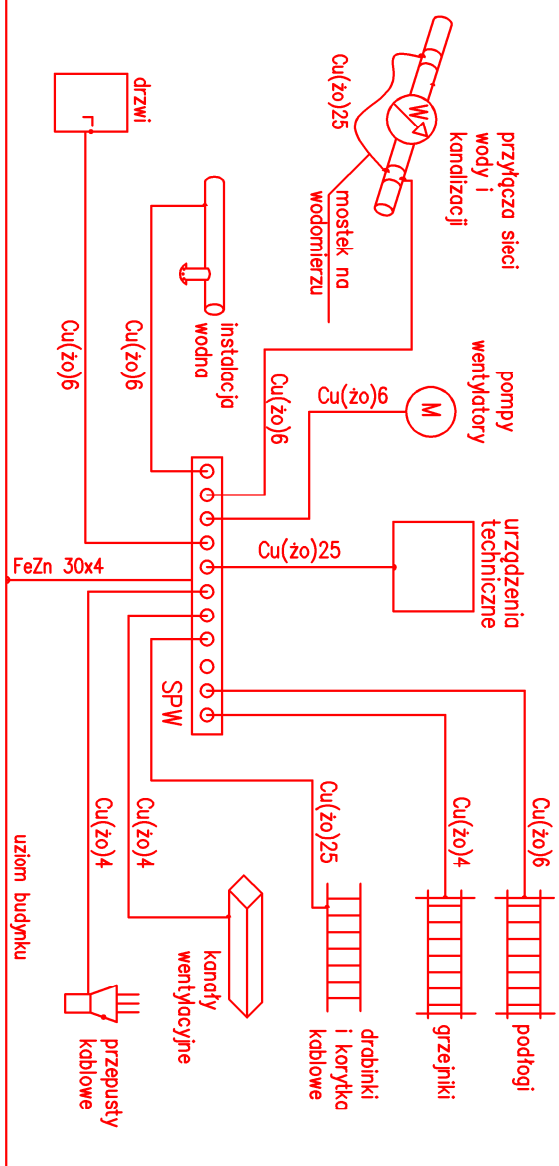 przyłącza sieci
wody i
kanalizacji
W
Cu(żo)25
mostek na
wodomierzu
drzwi
instalacja
wodna
pompy
wentylatory
M
urządzenia
techniczne
Cu(żo)6
Cu(żo)6
Cu(żo)6
Cu(żo)6
Cu(żo)25
FeZn 30x4
SPW
Cu(żo)6
Cu(żo)4
Cu(żo)25
Cu(żo)4
Cu(żo)4
podłogi
grzejniki
drabinki
i korytka
kablowe
kanały
wentylacyjne
przepusty
kablowe
uziom budynku